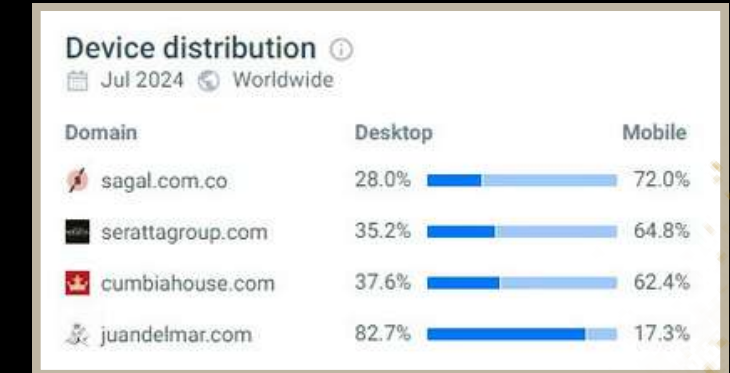 Device distribution
Jul 2024 Worldwide
Domain Desktop Mobile
sagal.com.co 28.0% 72.0%
serattagroup.com 35.2% 64.8%
cumbiahouse.com 37.6% 62.4%
juandelmar.com 82.7% 17.3%